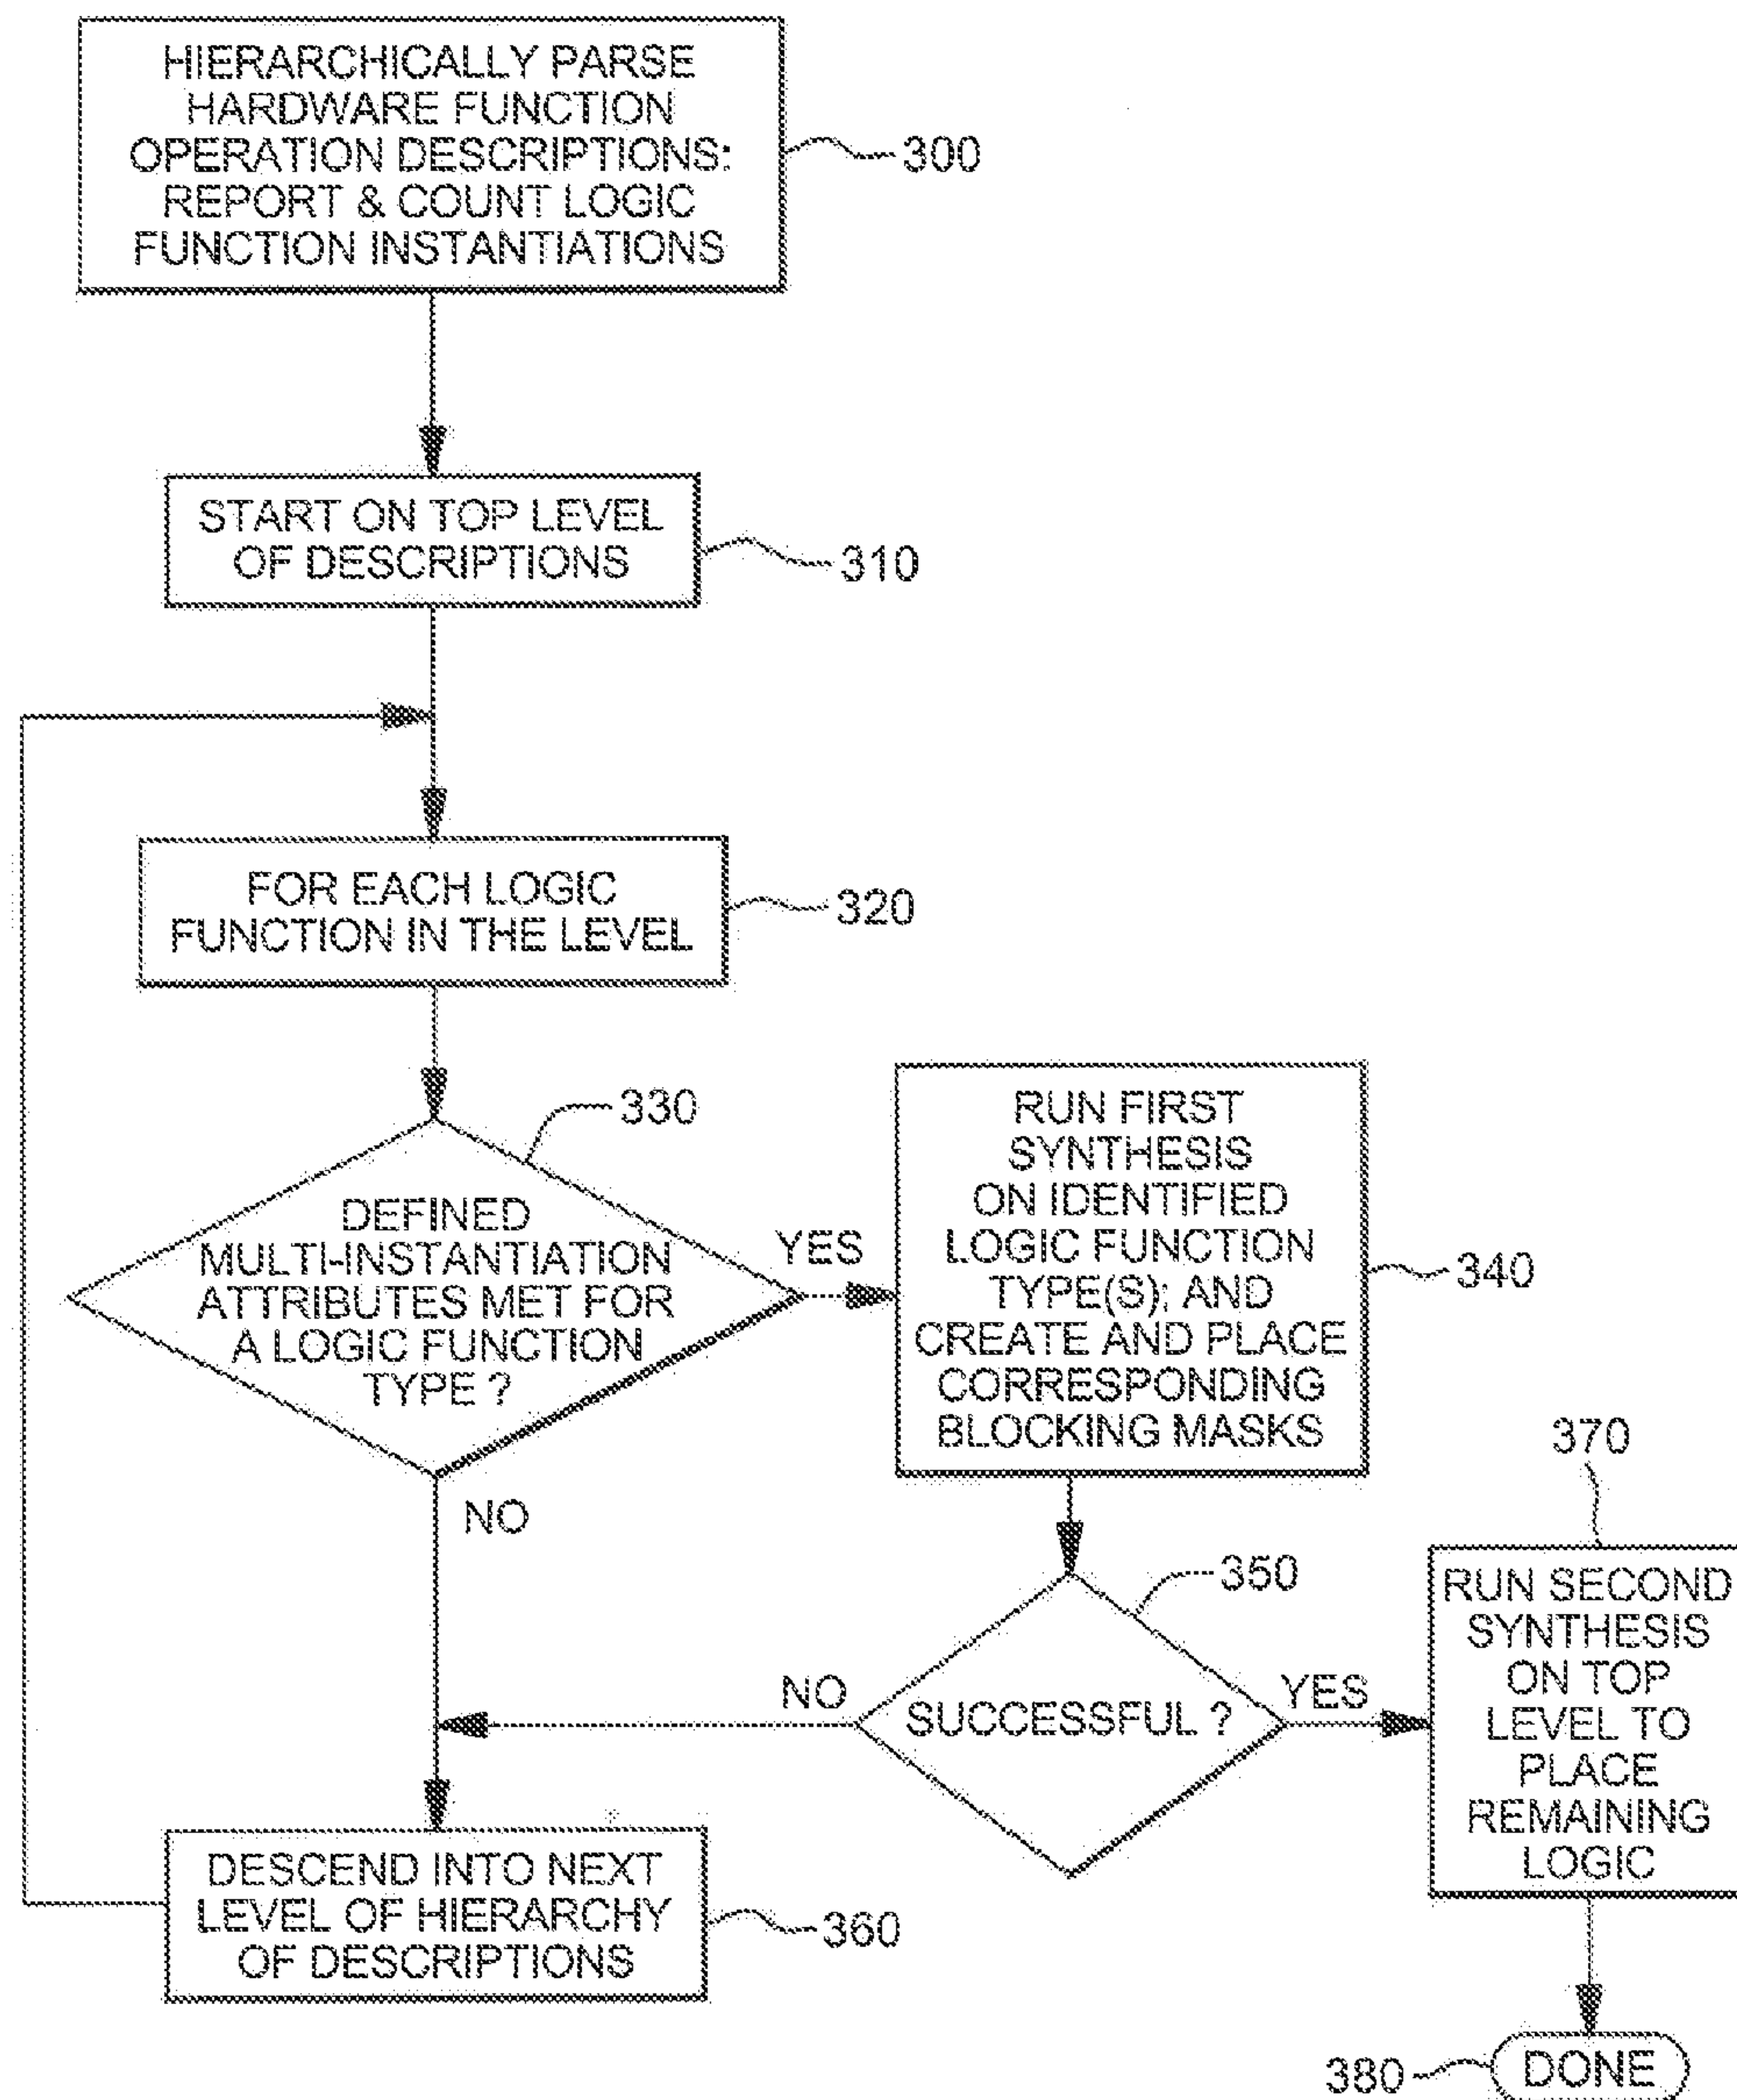 HIERARCHICALLY PARSE
HARDWARE FUNCTION
OPERATION DESCRIPTIONS:
REPORT & COUNT LOGIC
FUNCTION INSTANTIATIONS
300
START ON TOP LEVEL
OF DESCRIPTIONS
310
FOR EACH LOGIC
FUNCTION IN THE LEVEL
320
330
DEFINED
MULTI-INSTANTIATION
ATTRIBUTES MET FOR
A LOGIC FUNCTION
TYPE ?
YES
NO
RUN FIRST
SYNTHESIS
ON IDENTIFIED
LOGIC FUNCTION
TYPE(S); AND
CREATE AND PLACE
CORRESPONDING
BLOCKING MASKS
340
350
SUCCESSFUL ?
NO
YES
370
RUN SECOND
SYNTHESIS
ON TOP
LEVEL TO
PLACE
REMAINING
LOGIC
DESCEND INTO NEXT
LEVEL OF HIERARCHY
OF DESCRIPTIONS
360
380
DONE